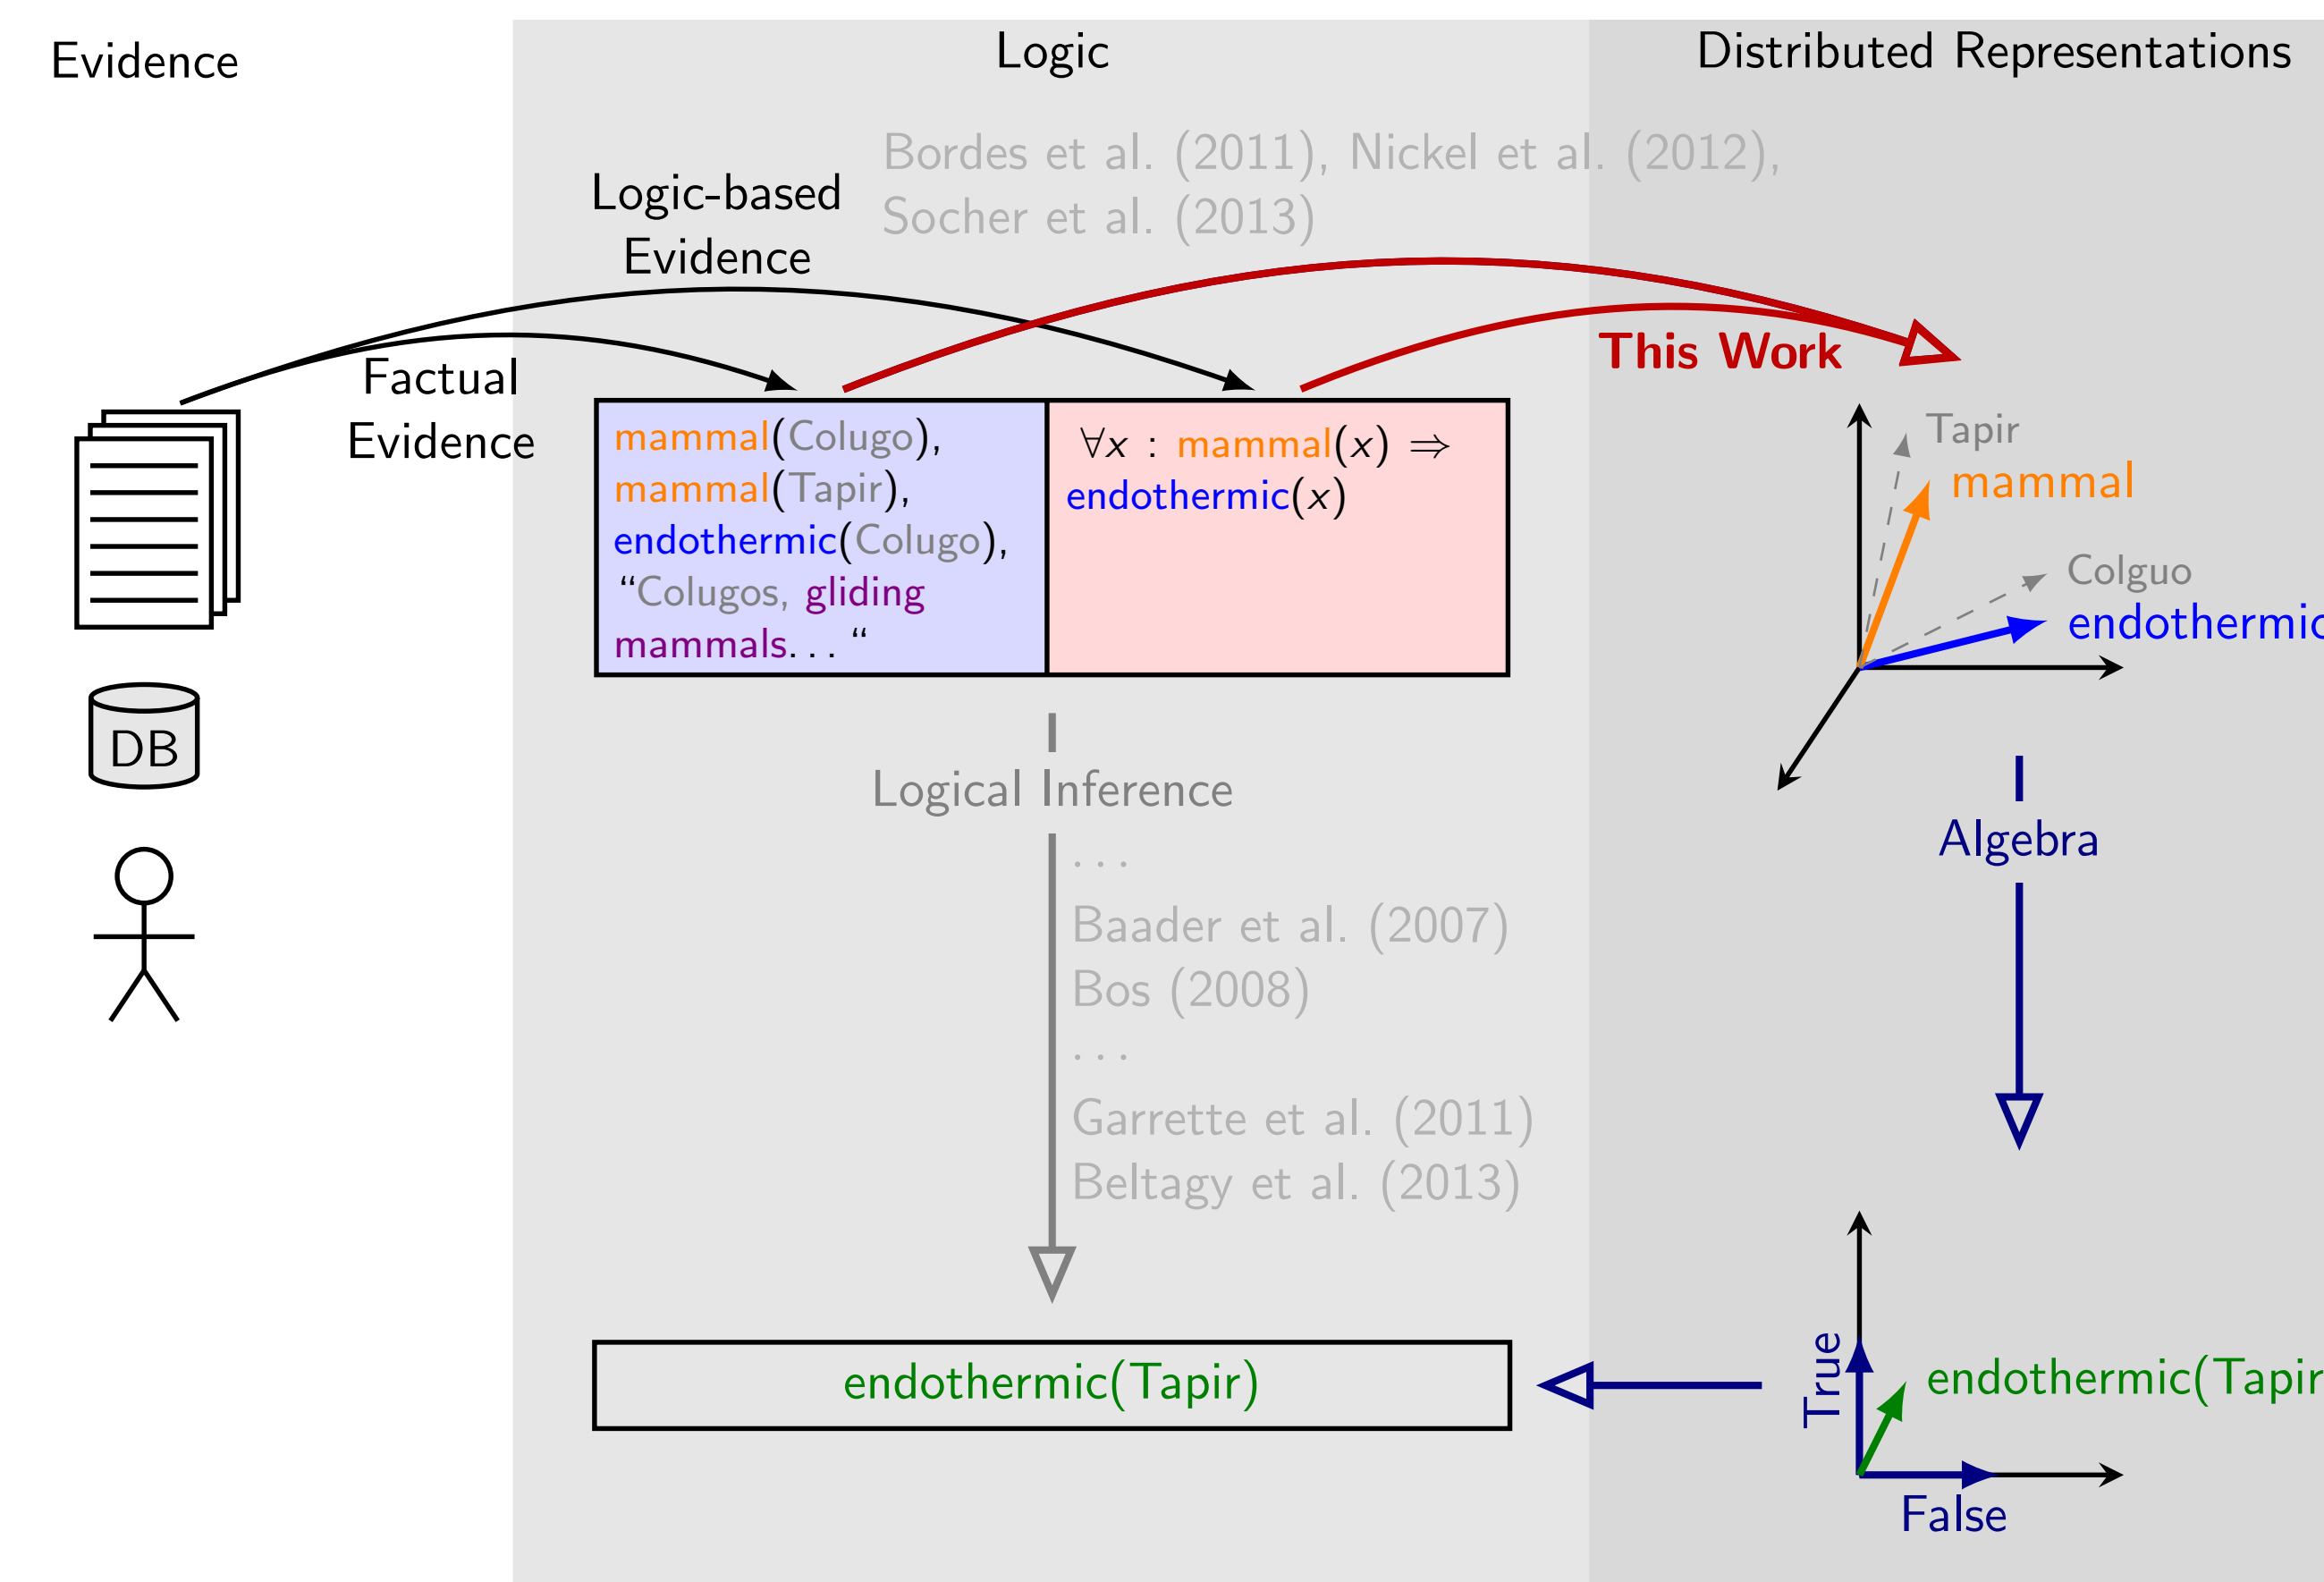 Evidence
Logic
Distributed Representations
Bordes et al. (2011), Nickel et al. (2012),
Socher et al. (2013)
Logic-based
Evidence
Factual
Evidence
This Work
mammal(Colugo),
mammal(Tapir),
endothermic(Colugo),
“Colugos, gliding
mammals. . . “
∀x : mammal(x) ⇒
endothermic(x)
Tapir
mammal
Colguo
endothermic
DB
Logical Inference
Algebra
. . .
Baader et al. (2007)
Bos (2008)
. . .
Garrette et al. (2011)
Beltagy et al. (2013)
endothermic(Tapir)
True
endothermic(Tapir
False